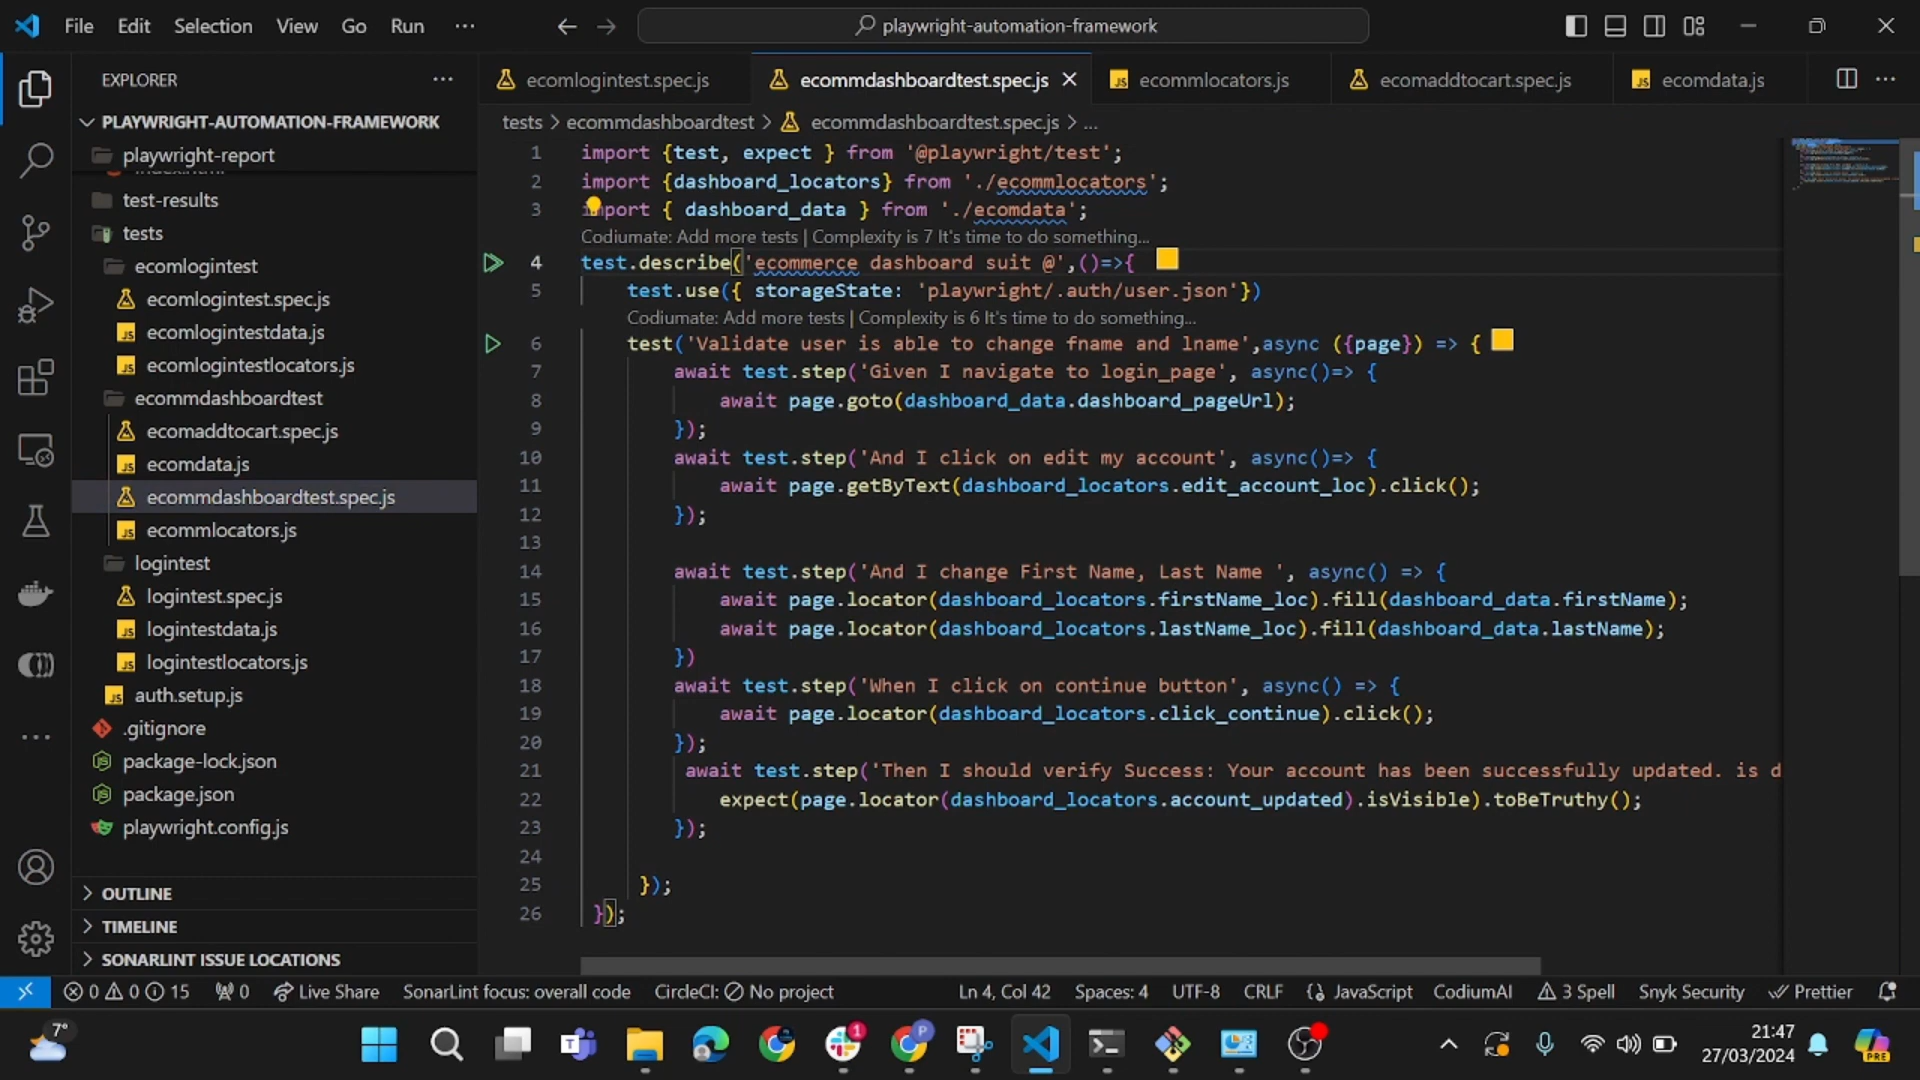 File Edit Selection View Go Run ...
playwright-automation-framework
EXPLORER ...
PLAYWRIGHT-AUTOMATION-FRAMEWORK
playwright-report
index.html
test-results
tests
ecomlogintest
ecomlogintest.spec.js
ecomlogintestdata.js
ecomlogintestlocators.js
ecommdashboardtest
ecomaddtocart.spec.js
ecomdata.js
ecommdashboardtest.spec.js
ecommlocators.js
logintest
logintest.spec.js
logintestdata.js
logintestlocators.js
auth.setup.js
.gitignore
package-lock.json
package.json
playwright.config.js
OUTLINE
TIMELINE
SONARLINT ISSUE LOCATIONS
ecomlogintest.spec.js ecommdashboardtest.spec.js ecommlocators.js ecomaddtocart.spec.js ecomdata.js
tests > ecommdashboardtest > ecommdashboardtest.spec.js > ...
1 import {test, expect } from '@playwright/test';
2 import {dashboard_locators} from './ecommlocators';
3 import { dashboard_data } from './ecomdata';
Codiumate: Add more tests | Complexity is 7 It's time to do something...
4 test.describe('ecommerce dashboard suit @',()=>{
5 test.use({ storageState: 'playwright/.auth/user.json'})
Codiumate: Add more tests | Complexity is 6 It's time to do something...
6 test('Validate user is able to change fname and lname',async ({page}) => {
7 await test.step('Given I navigate to login_page', async()=> {
8 await page.goto(dashboard_data.dashboard_pageUrl);
9 });
10 await test.step('And I click on edit my account', async()=> {
11 await page.getByText(dashboard_locators.edit_account_loc).click();
12 });
13
14 await test.step('And I change First Name, Last Name ', async() => {
15 await page.locator(dashboard_locators.firstName_loc).fill(dashboard_data.firstName);
16 await page.locator(dashboard_locators.lastName_loc).fill(dashboard_data.lastName);
17 })
18 await test.step('When I click on continue button', async() => {
19 await page.locator(dashboard_locators.click_continue).click();
20 });
21 await test.step('Then I should verify Success: Your account has been successfully updated. is d
22 expect(page.locator(dashboard_locators.account_updated).isVisible).toBeTruthy();
23 });
24
25 });
26 });
0 0 15 0 Live Share SonarLint focus: overall code CircleCI: No project Ln 4, Col 42 Spaces: 4 UTF-8 CRLF JavaScript CodiumAI 3 Spell Snyk Security Prettier
7° 1 P 21:47 PRE
27/03/2024